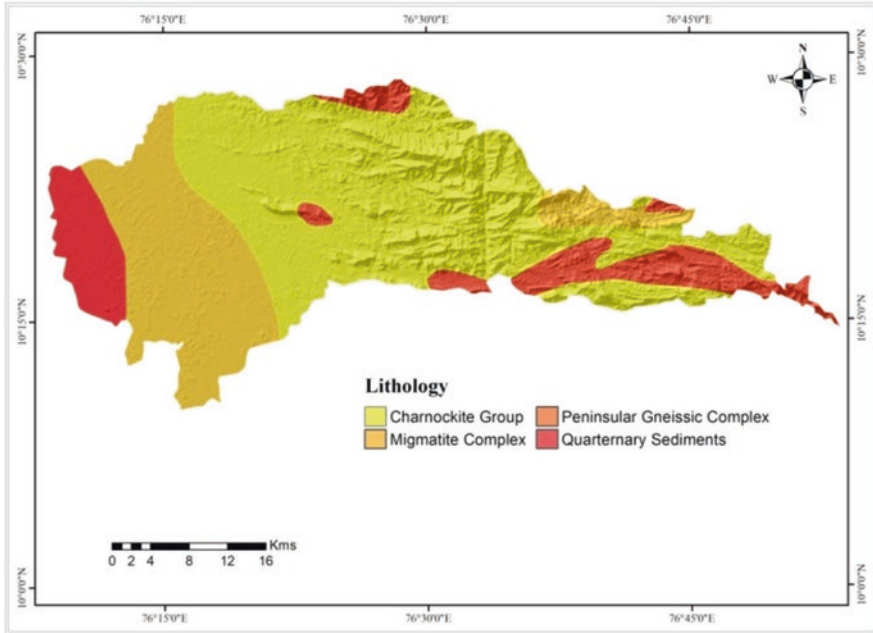 76°15'0"E 76°30'0"E 76°45'0"E
10°30'0"N 10°30'0"N
N
W E
S
10°15'0"N 10°15'0"N
Lithology
Charnockite Group Peninsular Gneissic Complex
Migmatite Complex Quarternary Sediments
Kms
0 2 4 8 12 16
10°0'0"N 10°0'0"N
76°15'0"E 76°30'0"E 76°45'0"E